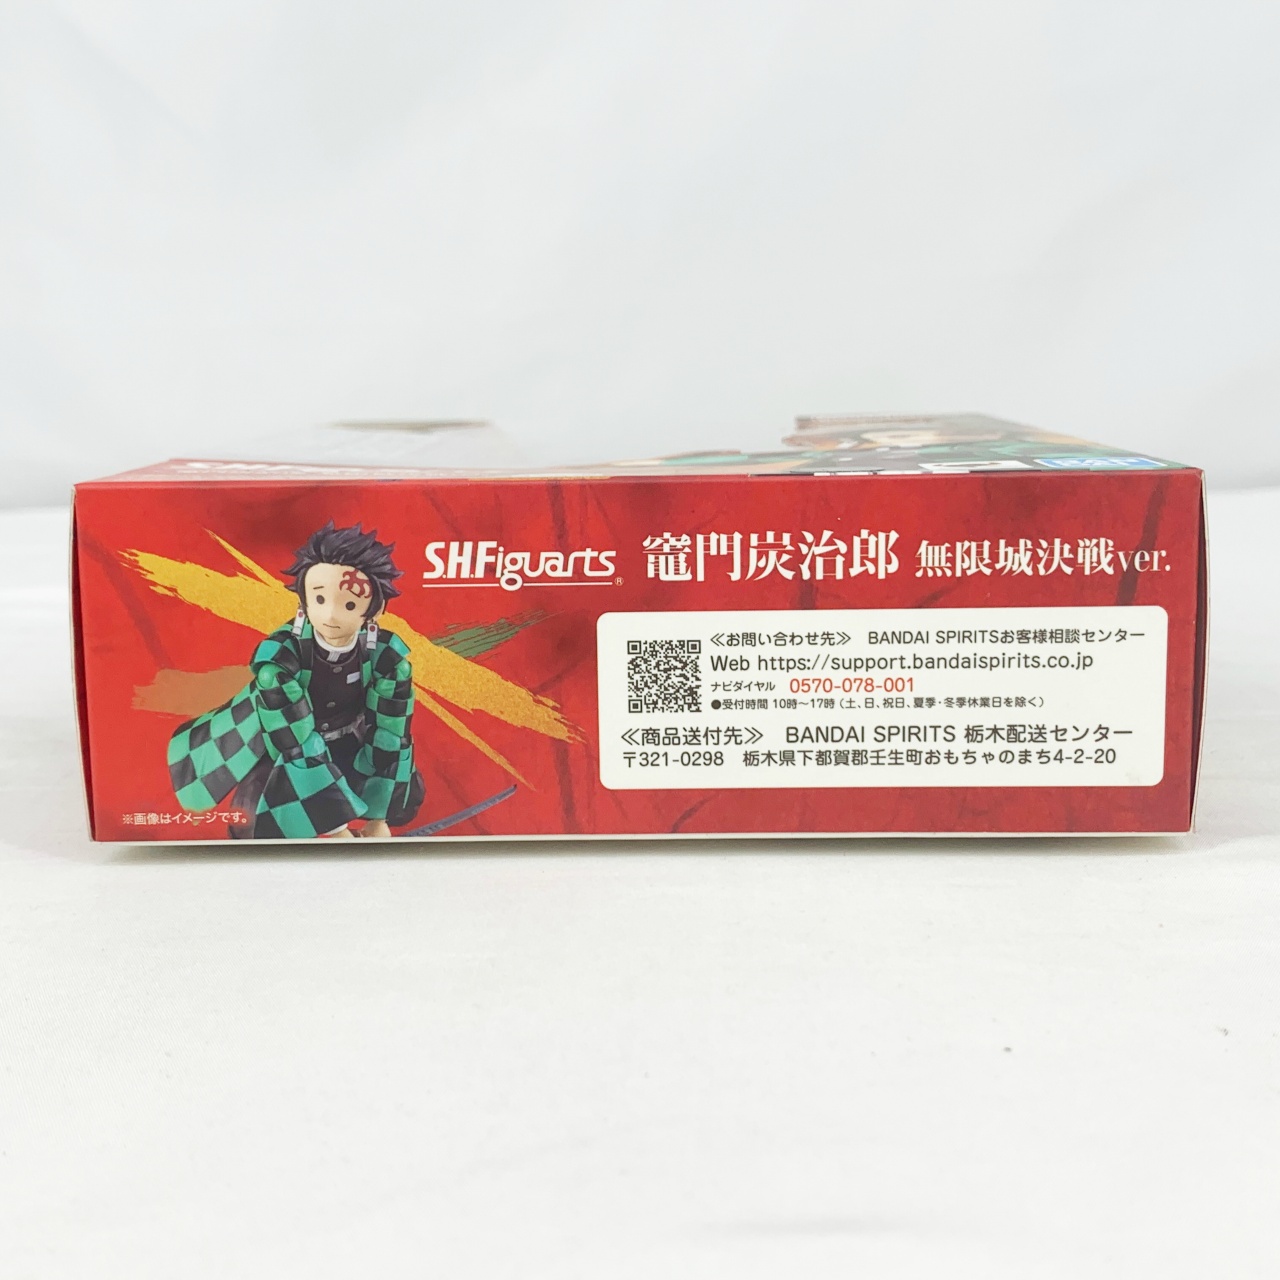 S.H.Figuarts
S.H.Figuarts® 竈門炭治郎 無限城決戦ver.
≪お問い合わせ先≫ BANDAI SPIRITSお客様相談センター
Web https://support.bandaispirits.co.jp
ナビダイヤル 0570-078-001
●受付時間 10時～17時（土、日、祝日、夏季・冬季休業日を除く）
≪商品送付先≫ BANDAI SPIRITS 栃木配送センター
〒321-0298 栃木県下都賀郡壬生町おもちゃのまち4-2-20
※画像はイメージです。